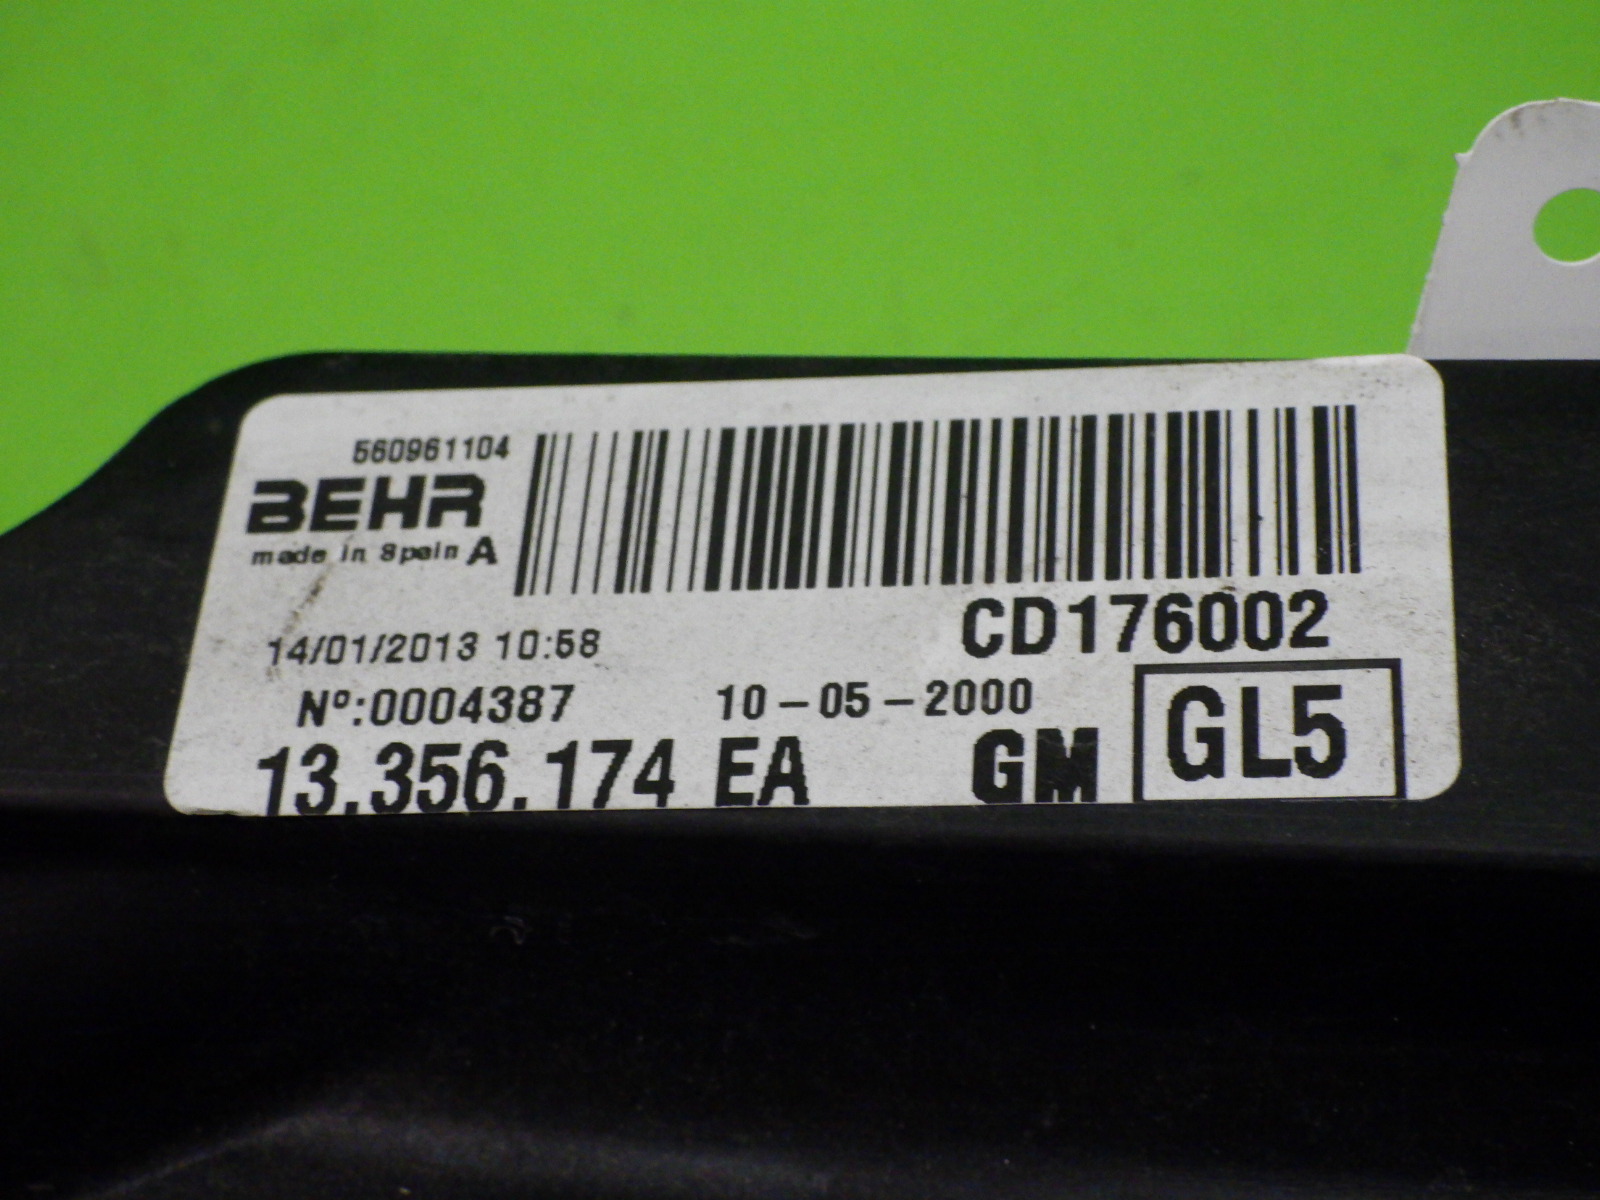 560961104
BEHR
made in Spain A
CD176002
14/01/2013 10:58
Nº:0004387 10-05-2000
13.356.174 EA GM GL5